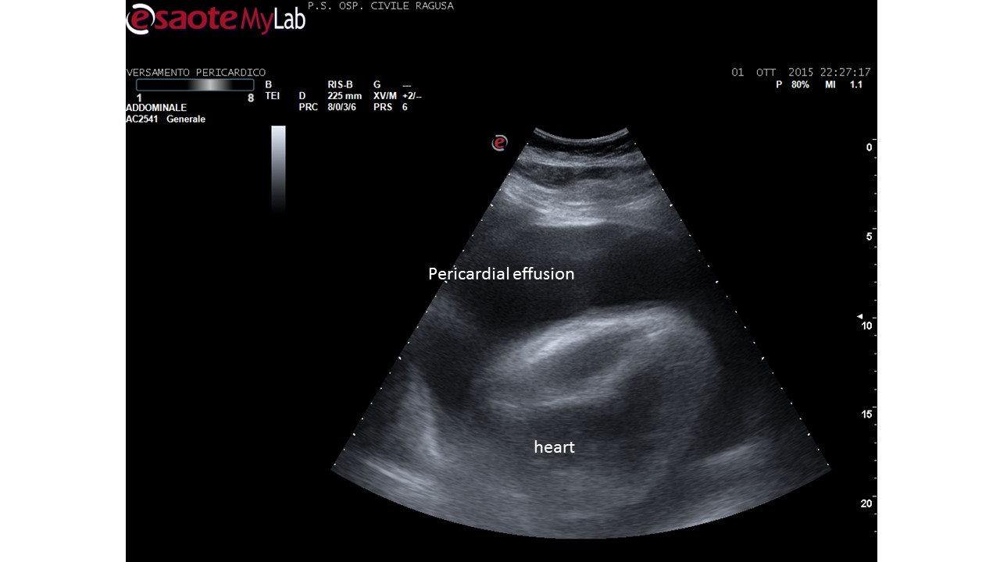 esaote MyLab
P.S. OSP. CIVILE RAGUSA
VERSAMENTO PERICARDICO
01 OTT 2015 22:27:17
B RIS-B G ---
P 80% MI 1.1
1 8
TEI D 225 mm XV/M +2/--
PRC 8/0/3/6 PRS 6
ADDOMINALE
AC2541 Generale
e
0
5
Pericardial effusion
10
15
heart
20